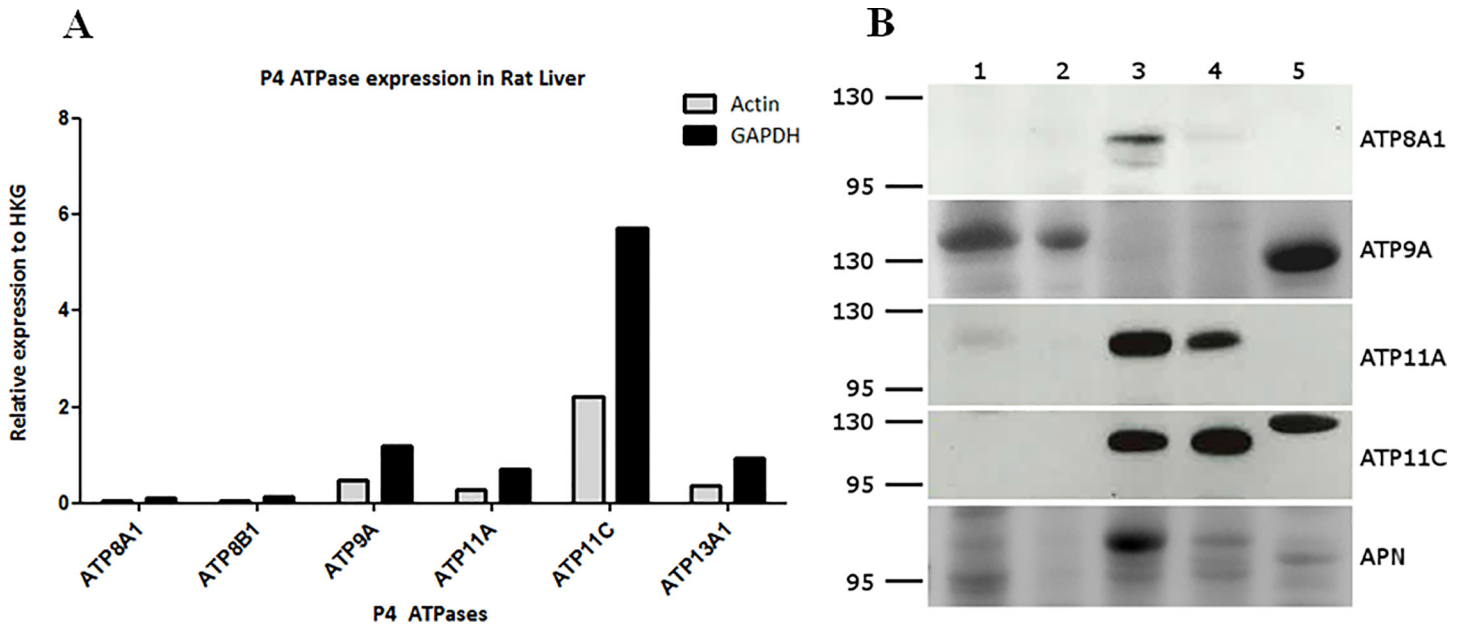 A
P4 ATPase expression in Rat Liver
Actin
GAPDH
Relative expression to HKG
8
6
4
2
0
ATP8A1
ATP8B1
ATP9A
ATP11A
ATP11C
ATP13A1
P4 ATPases
B
1 2 3 4 5
130
ATP8A1
95
ATP9A
130
130
ATP11A
95
130
ATP11C
95
APN
95